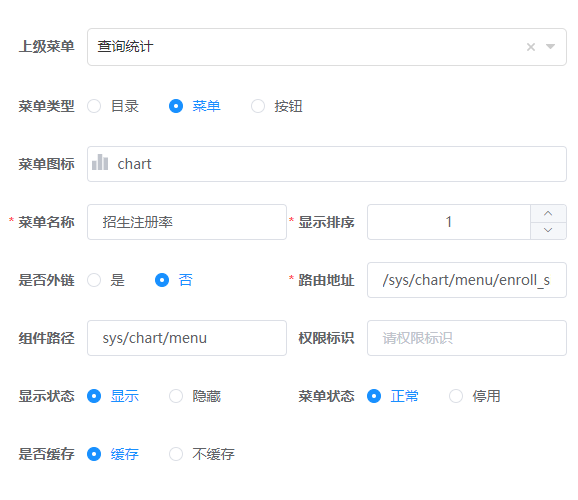 上级菜单 查询统计
菜单类型 目录 菜单 按钮
菜单图标 chart
* 菜单名称 招生注册率 * 显示排序 1
是否外链 是 否 * 路由地址 /sys/chart/menu/enroll_s
组件路径 sys/chart/menu 权限标识 请权限标识
显示状态 显示 隐藏 菜单状态 正常 停用
是否缓存 缓存 不缓存